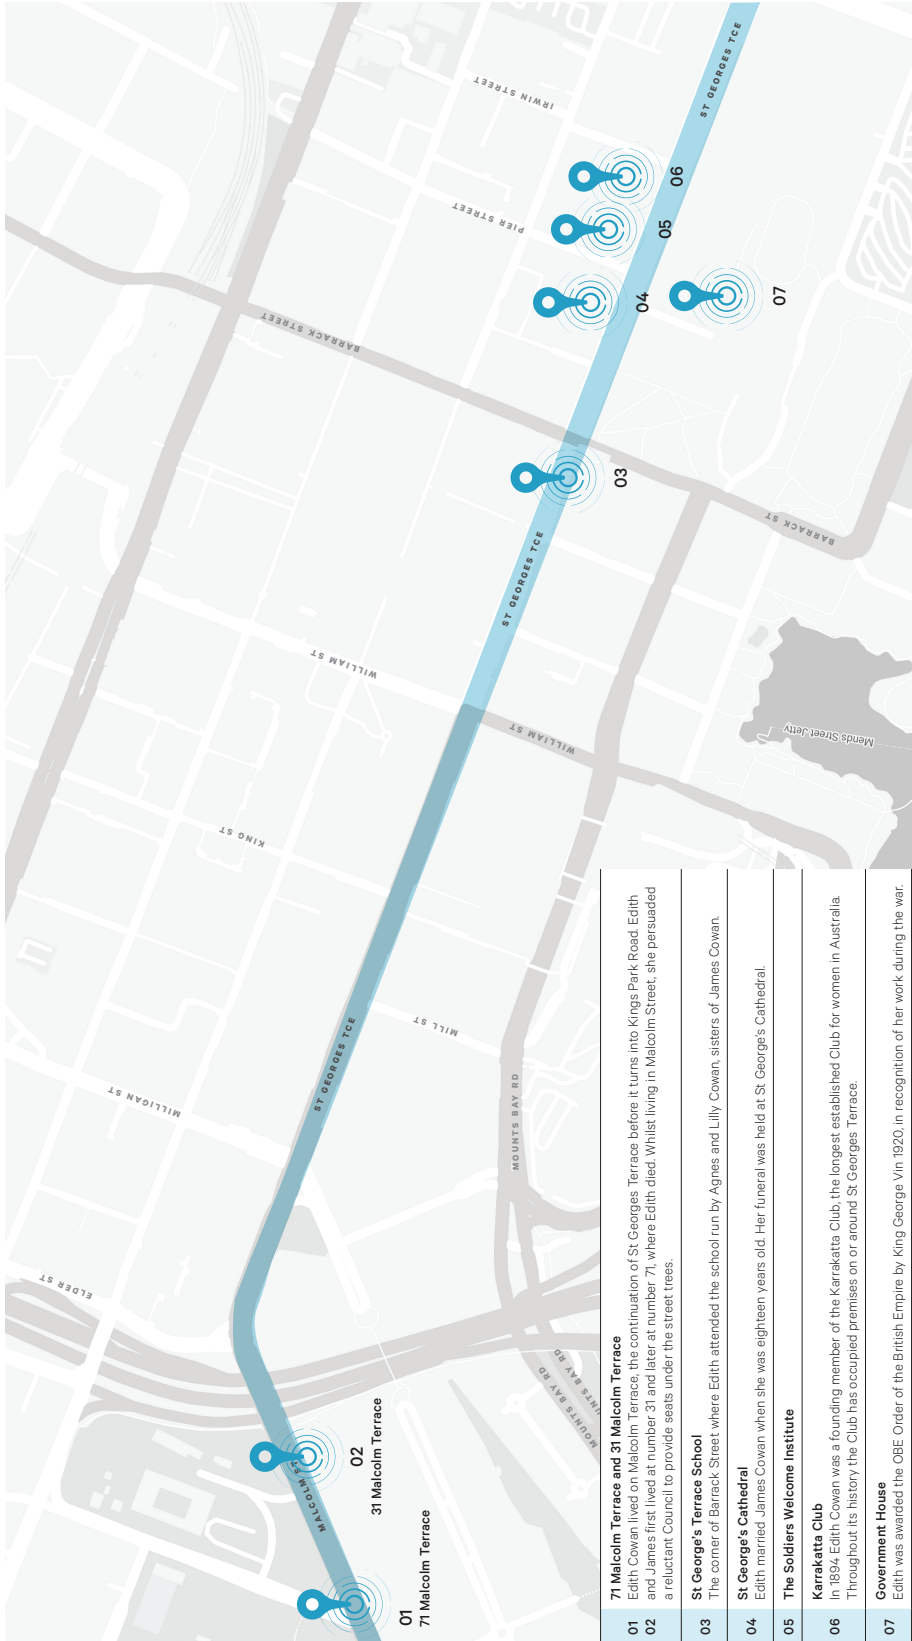 ELDER ST
MILLIGAN ST
MILL ST
KING ST
WILLIAM ST
WILLIAM ST
BARRACK STREET
BARRACK ST
PIER STREET
IRWIN STREET
ST GEORGES TCE
ST GEORGES TCE
ST GEORGES TCE
MALCOLM ST
MOUNTS BAY RD
MOUNTS BAY RD
UNTS BAY RD
Mends Street Jetty
01
71 Malcolm Terrace
02
31 Malcolm Terrace
03
04
05
06
07
01
02
71 Malcolm Terrace and 31 Malcolm Terrace
Edith Cowan lived on Malcolm Terrace, the continuation of St Georges Terrace before it turns into Kings Park Road. Edith
and James first lived at number 31 and later at number 71, where Edith died. Whilst living in Malcolm Street, she persuaded
a reluctant Council to provide seats under the street trees.
03
St George's Terrace School
The corner of Barrack Street where Edith attended the school run by Agnes and Lilly Cowan, sisters of James Cowan.
04
St George's Cathedral
Edith married James Cowan when she was eighteen years old. Her funeral was held at St George's Cathedral.
05
The Soldiers Welcome Institute
06
Karrakatta Club
In 1894 Edith Cowan was a founding member of the Karrakatta Club, the longest established Club for women in Australia.
Throughout its history the Club has occupied premises on or around St Georges Terrace.
07
Government House
Edith was awarded the OBE Order of the British Empire by King George Vin 1920, in recognition of her work during the war.